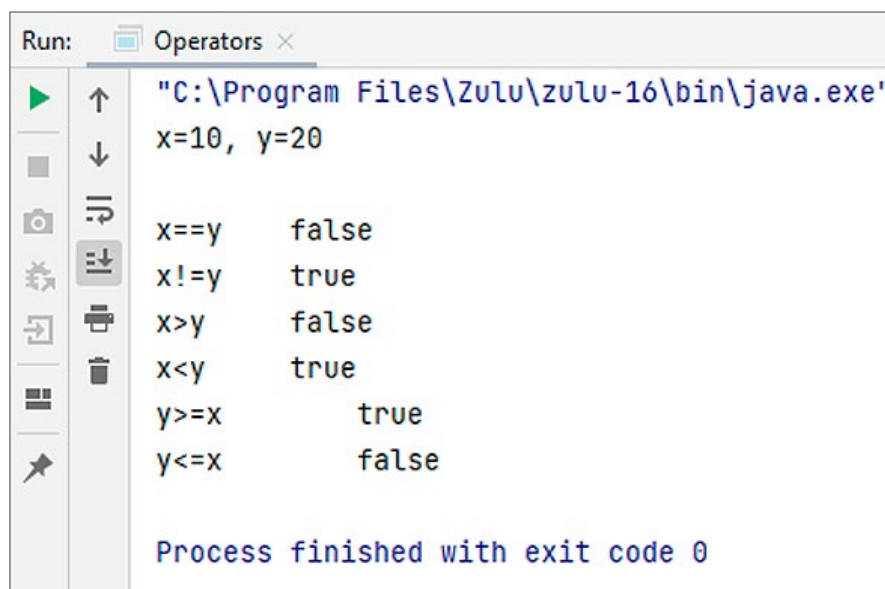 Run: Operators ×
"C:\Program Files\Zulu\zulu-16\bin\java.exe"
x=10, y=20
x==y false
x!=y true
x>y false
x<y true
y>=x true
y<=x false
Process finished with exit code 0